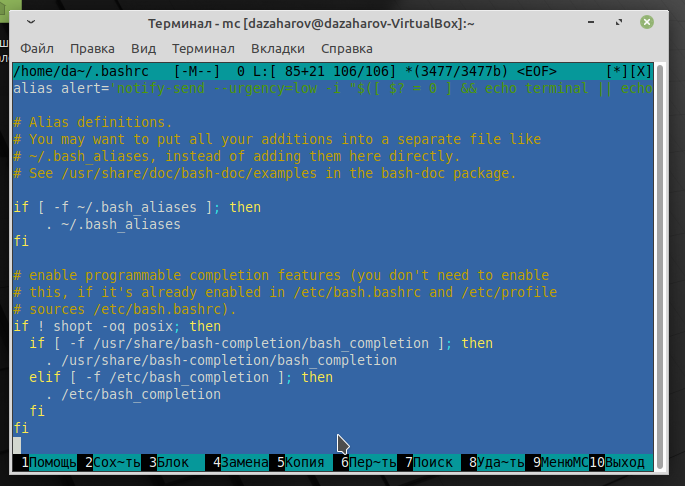 Терминал - mc [dazaharov@dazaharov-VirtualBox]:~
Файл Правка Вид Терминал Вкладки Справка
/home/da~/.bashrc [-M--] 0 L:[ 85+21 106/106] *(3477/3477b) <EOF> [*][X]
alias alert='notify-send --urgency=low -i "$([ $? = 0 ] && echo terminal || echo
# Alias definitions.
# You may want to put all your additions into a separate file like
# ~/.bash_aliases, instead of adding them here directly.
# See /usr/share/doc/bash-doc/examples in the bash-doc package.
if [ -f ~/.bash_aliases ]; then
    . ~/.bash_aliases
fi
# enable programmable completion features (you don't need to enable
# this, if it's already enabled in /etc/bash.bashrc and /etc/profile
# sources /etc/bash.bashrc).
if ! shopt -oq posix; then
  if [ -f /usr/share/bash-completion/bash_completion ]; then
    . /usr/share/bash-completion/bash_completion
  elif [ -f /etc/bash_completion ]; then
    . /etc/bash_completion
  fi
fi
1Помощь 2Сох~ть 3Блок 4Замена 5Копия 6Пер~ть 7Поиск 8Уда~ть 9МенюMC 10Выход